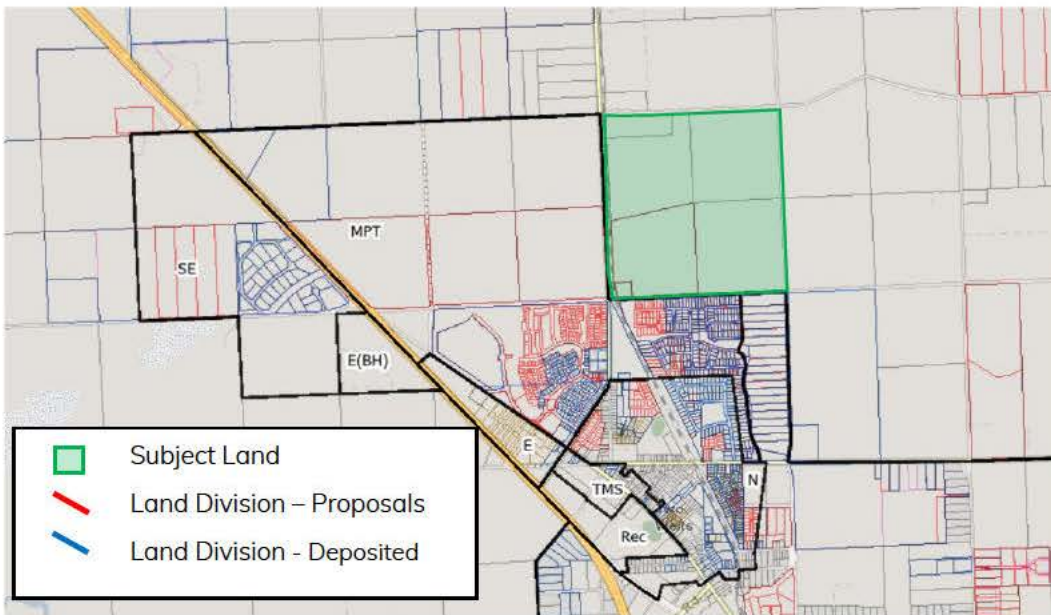 MPT
SE
E(BH)
E
TMS
N
Rec
Subject Land
Land Division – Proposals
Land Division - Deposited